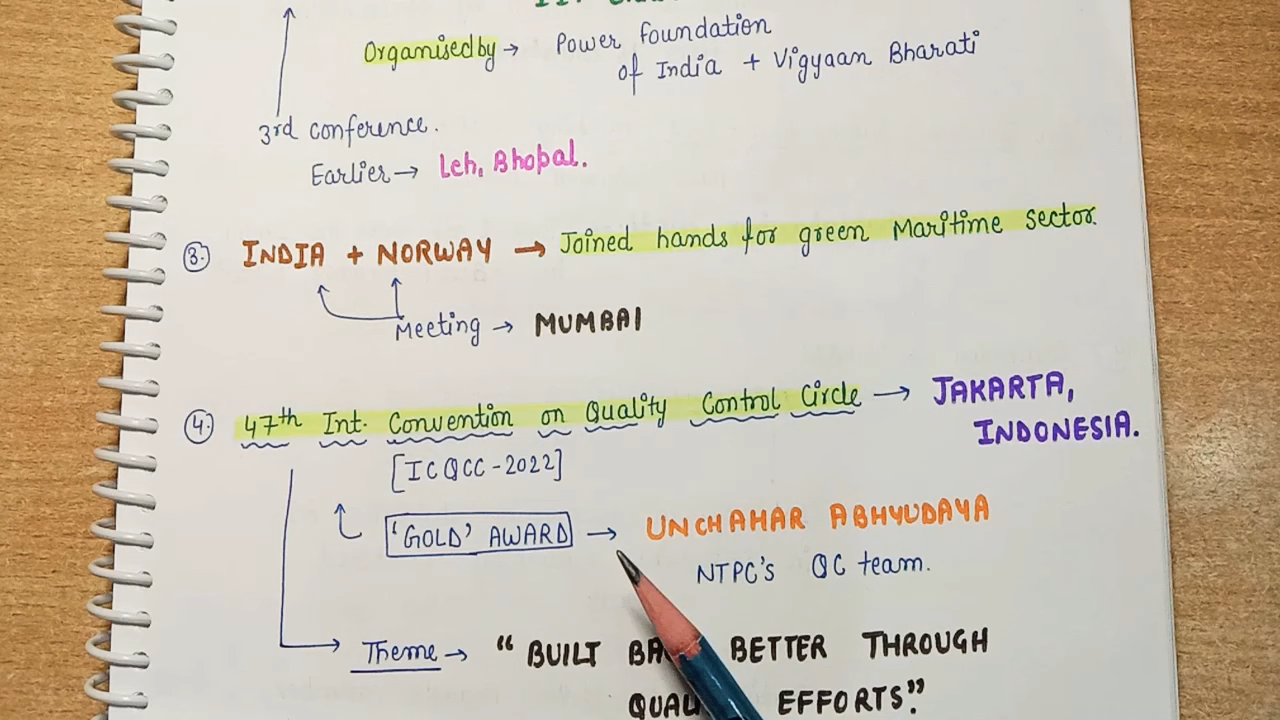 Organised by → Power foundation
of India + Vigyaan Bharati
3rd conference.
Earlier → Leh, Bhopal.
3. INDIA + NORWAY → Joined hands for green Maritime sector.
Meeting → MUMBAI
4. 47th Int. Convention on Quality Control Circle → JAKARTA,
INDONESIA.
[ICQCC-2022]
'GOLD' AWARD → UNCHAHAR ABHYUDAYA
NTPC's QC team.
Theme → " BUILT BETTER THROUGH
EFFORTS."